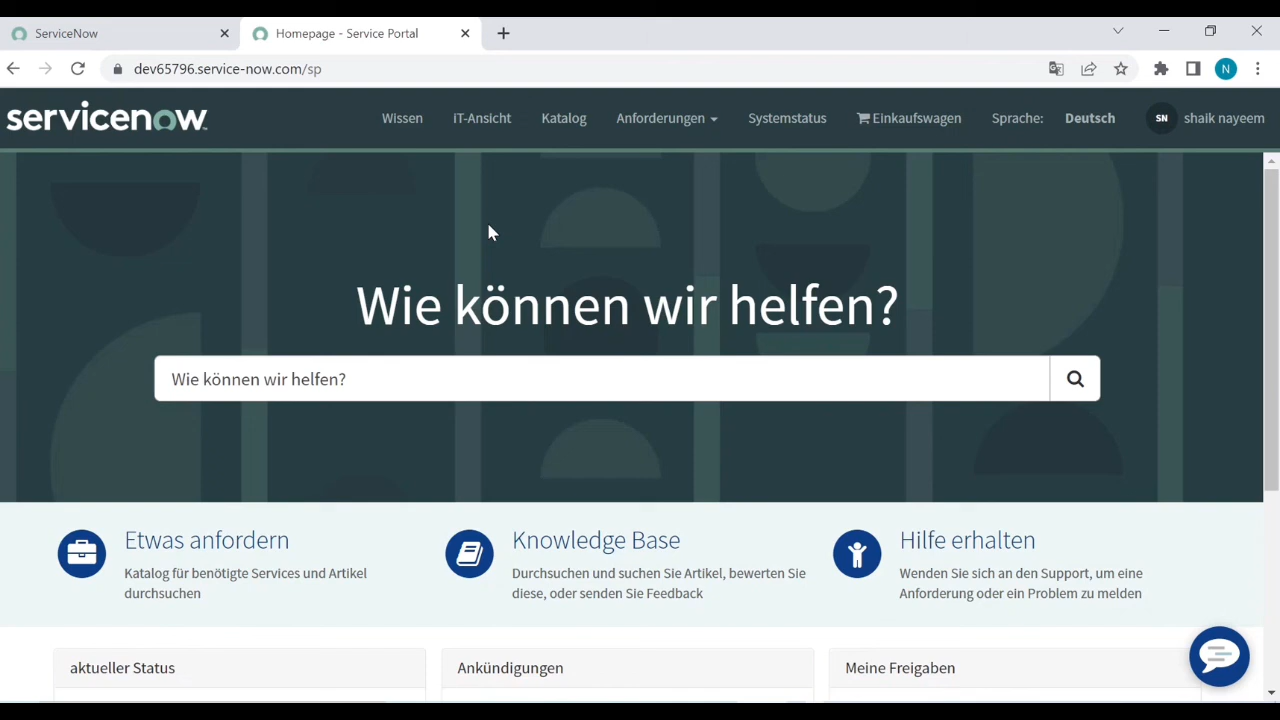 ServiceNow
Homepage - Service Portal
dev65796.service-now.com/sp
N
servicenow
Wissen
IT-Ansicht
Katalog
Anforderungen
Systemstatus
Einkaufswagen
Sprache:
Deutsch
SN
shaik nayeem
Wie können wir helfen?
Wie können wir helfen?
Etwas anfordern
Katalog für benötigte Services und Artikel
durchsuchen
Knowledge Base
Durchsuchen und suchen Sie Artikel, bewerten Sie
diese, oder senden Sie Feedback
Hilfe erhalten
Wenden Sie sich an den Support, um eine
Anforderung oder ein Problem zu melden
aktueller Status
Ankündigungen
Meine Freigaben